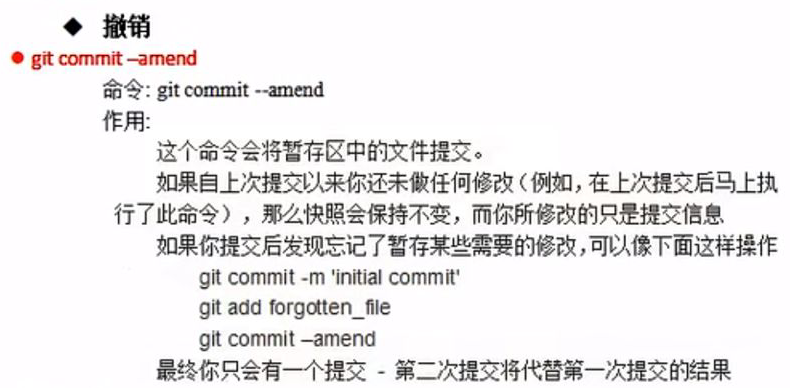 ◆ 撤销
● git commit –amend
命令: git commit --amend
作用:
这个命令会将暂存区中的文件提交。
如果自上次提交以来你还未做任何修改（例如，在上次提交后马上执
行了此命令），那么快照会保持不变，而你所修改的只是提交信息
如果你提交后发现忘记了暂存某些需要的修改，可以像下面这样操作
git commit -m 'initial commit'
git add forgotten_file
git commit –amend
最终你只会有一个提交 - 第二次提交将代替第一次提交的结果